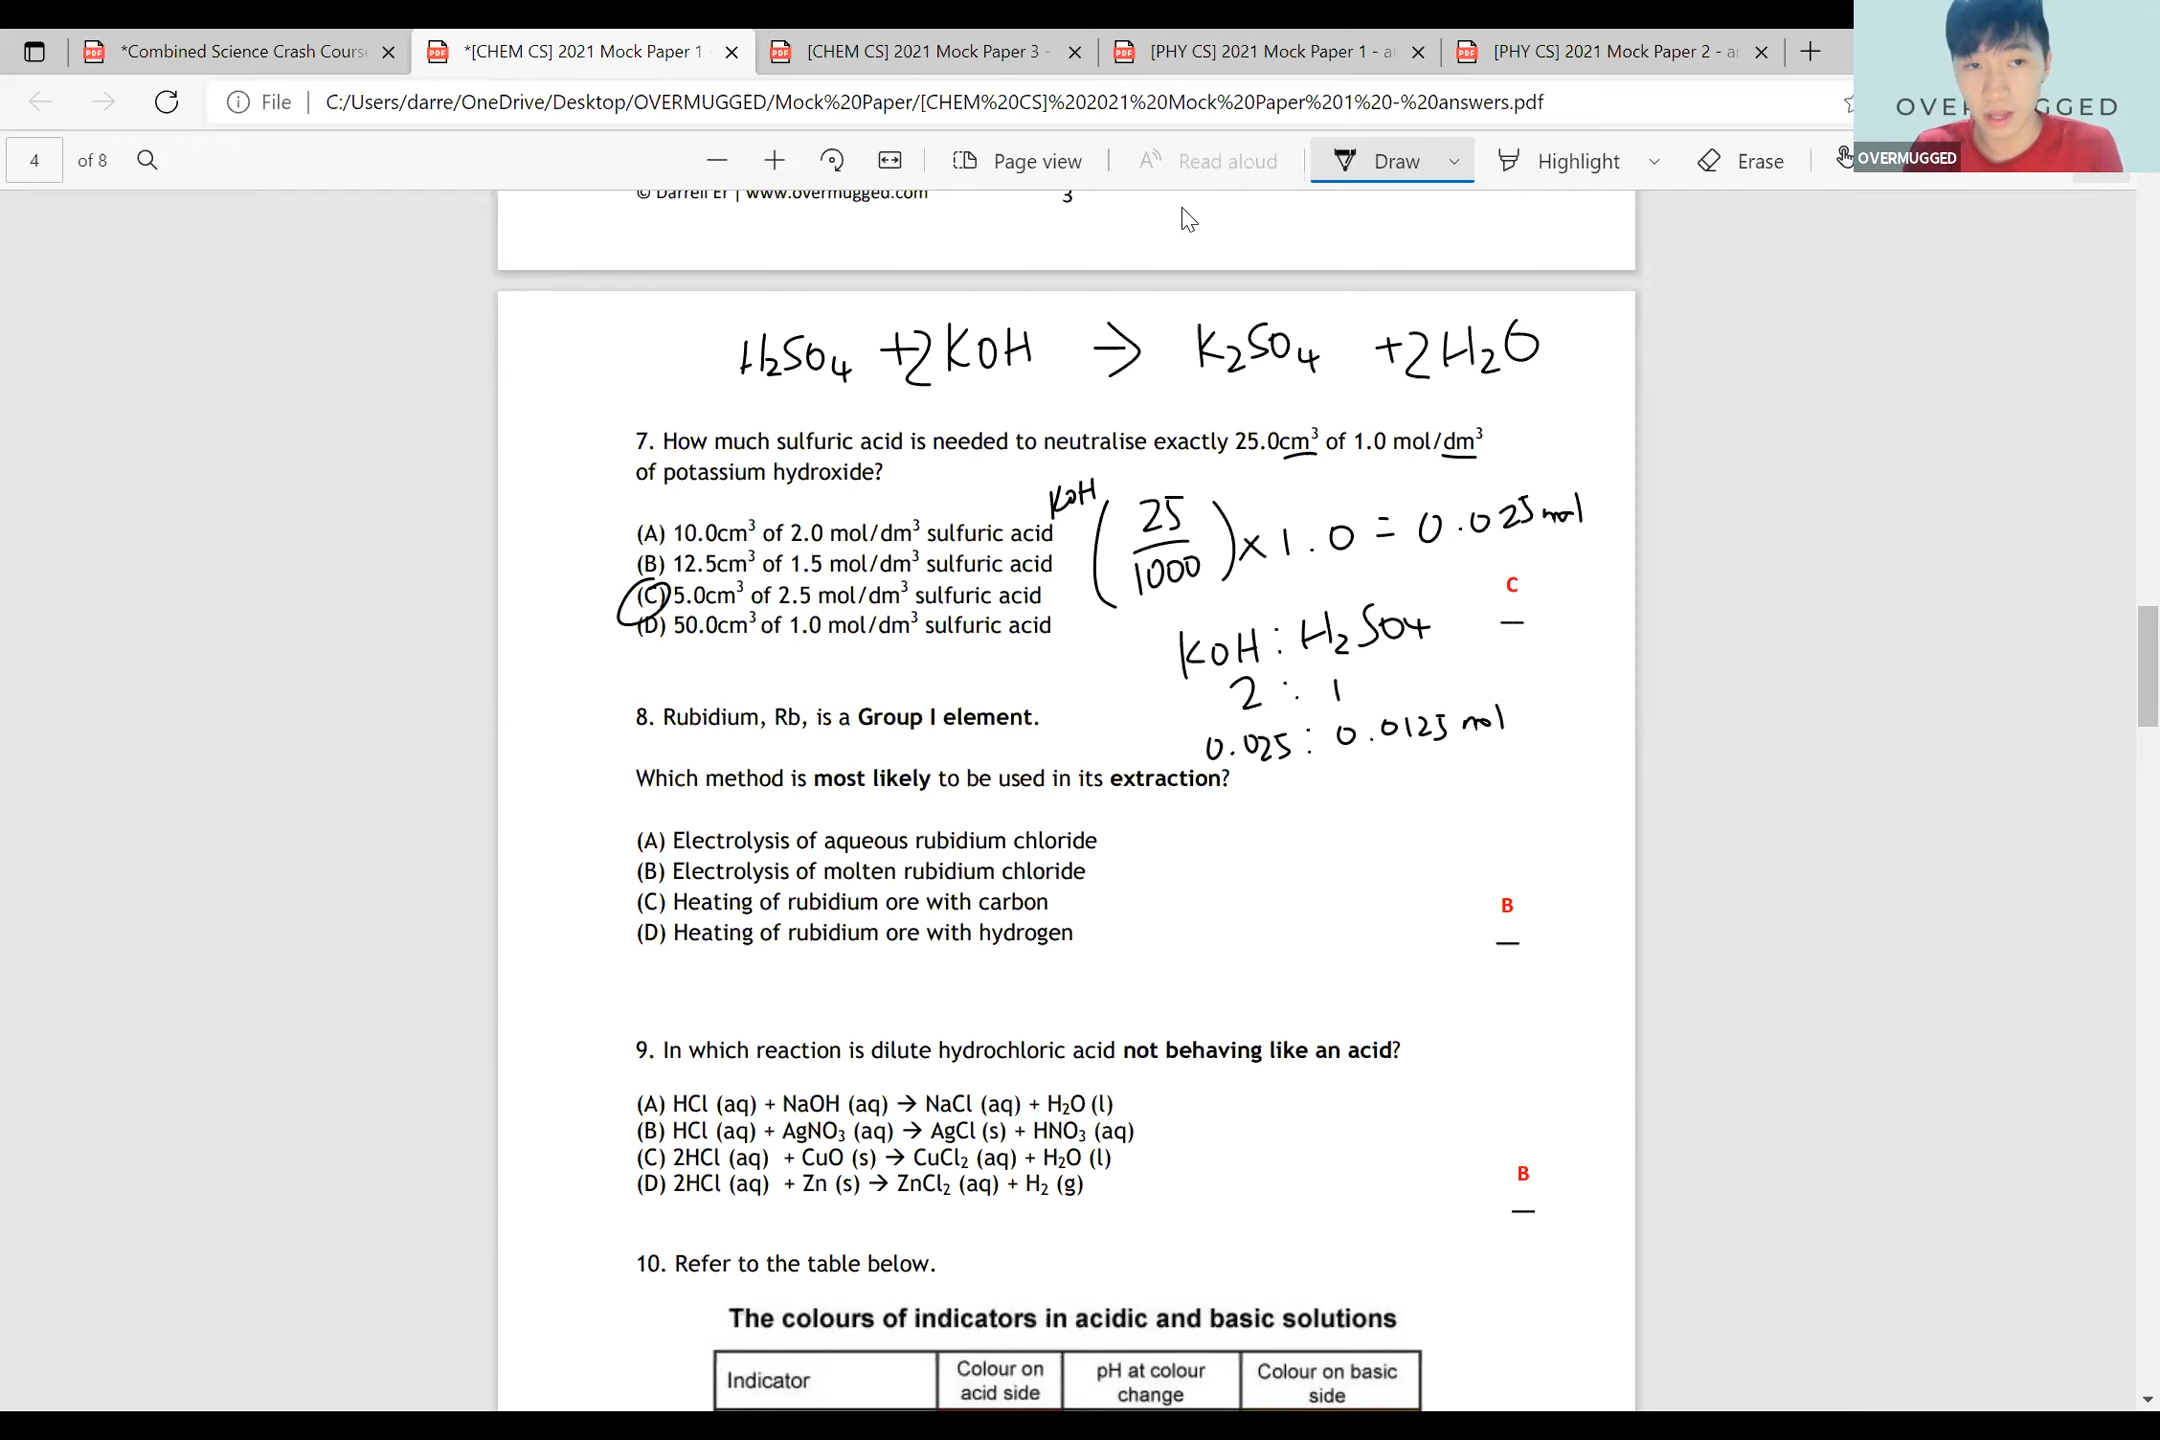 *Combined Science Crash Cours
*[CHEM CS] 2021 Mock Paper 1
[CHEM CS] 2021 Mock Paper 3 -
[PHY CS] 2021 Mock Paper 1 - a
[PHY CS] 2021 Mock Paper 2 - a
File
C:/Users/darre/OneDrive/Desktop/OVERMUGGED/Mock%20Paper/[CHEM%20CS]%202021%20Mock%20Paper%201%20-%20answers.pdf
OVERMUGGED
OVERMUGGED
4 of 8
Page view
Read aloud
Draw
Highlight
Erase
© Darrell Er | www.overmugged.com 3
H₂SO₄ + 2KOH → K₂SO₄ + 2H₂O
7. How much sulfuric acid is needed to neutralise exactly 25.0cm³ of 1.0 mol/dm³
of potassium hydroxide?
KOH
(25/1000) × 1.0 = 0.025 mol
(A) 10.0cm³ of 2.0 mol/dm³ sulfuric acid
(B) 12.5cm³ of 1.5 mol/dm³ sulfuric acid
(C) 5.0cm³ of 2.5 mol/dm³ sulfuric acid
(D) 50.0cm³ of 1.0 mol/dm³ sulfuric acid
C
KOH : H₂SO₄
2 : 1
0.025 : 0.0125 mol
8. Rubidium, Rb, is a Group I element.
Which method is most likely to be used in its extraction?
(A) Electrolysis of aqueous rubidium chloride
(B) Electrolysis of molten rubidium chloride
(C) Heating of rubidium ore with carbon
(D) Heating of rubidium ore with hydrogen
B
9. In which reaction is dilute hydrochloric acid not behaving like an acid?
(A) HCl (aq) + NaOH (aq) → NaCl (aq) + H₂O (l)
(B) HCl (aq) + AgNO₃ (aq) → AgCl (s) + HNO₃ (aq)
(C) 2HCl (aq) + CuO (s) → CuCl₂ (aq) + H₂O (l)
(D) 2HCl (aq) + Zn (s) → ZnCl₂ (aq) + H₂ (g)
B
10. Refer to the table below.
The colours of indicators in acidic and basic solutions
Indicator
Colour on
acid side
pH at colour
change
Colour on basic
side